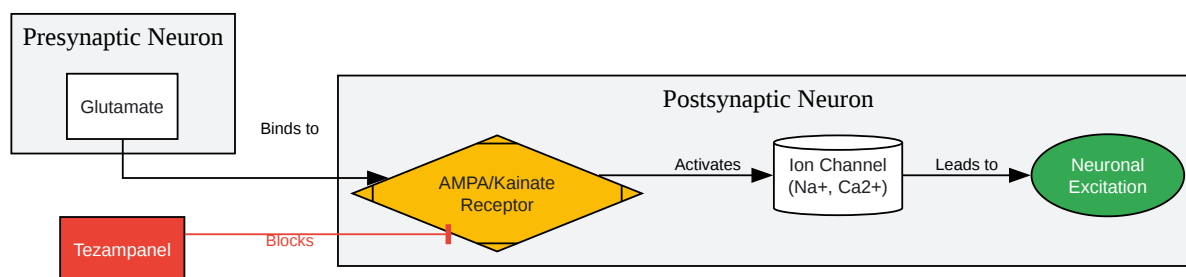 Presynaptic Neuron
Glutamate
Binds to
Postsynaptic Neuron
AMPA/Kainate
Receptor
Activates
Ion Channel
(Na+, Ca2+)
Leads to
Neuronal
Excitation
Tezampanel
Blocks